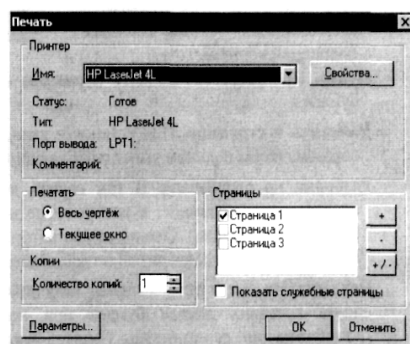 Печать
Принтер
Имя: HP LaserJet 4L Свойства...
Статус: Готов
Тип: HP LaserJet 4L
Порт вывода: LPT1:
Комментарий:
Печатать
Весь чертёж
Текущее окно
Страницы
Страница 1
Страница 2
Страница 3
+
-
+/-
Показать служебные страницы
Копии
Количество копий: 1
Параметры... OK Отменить